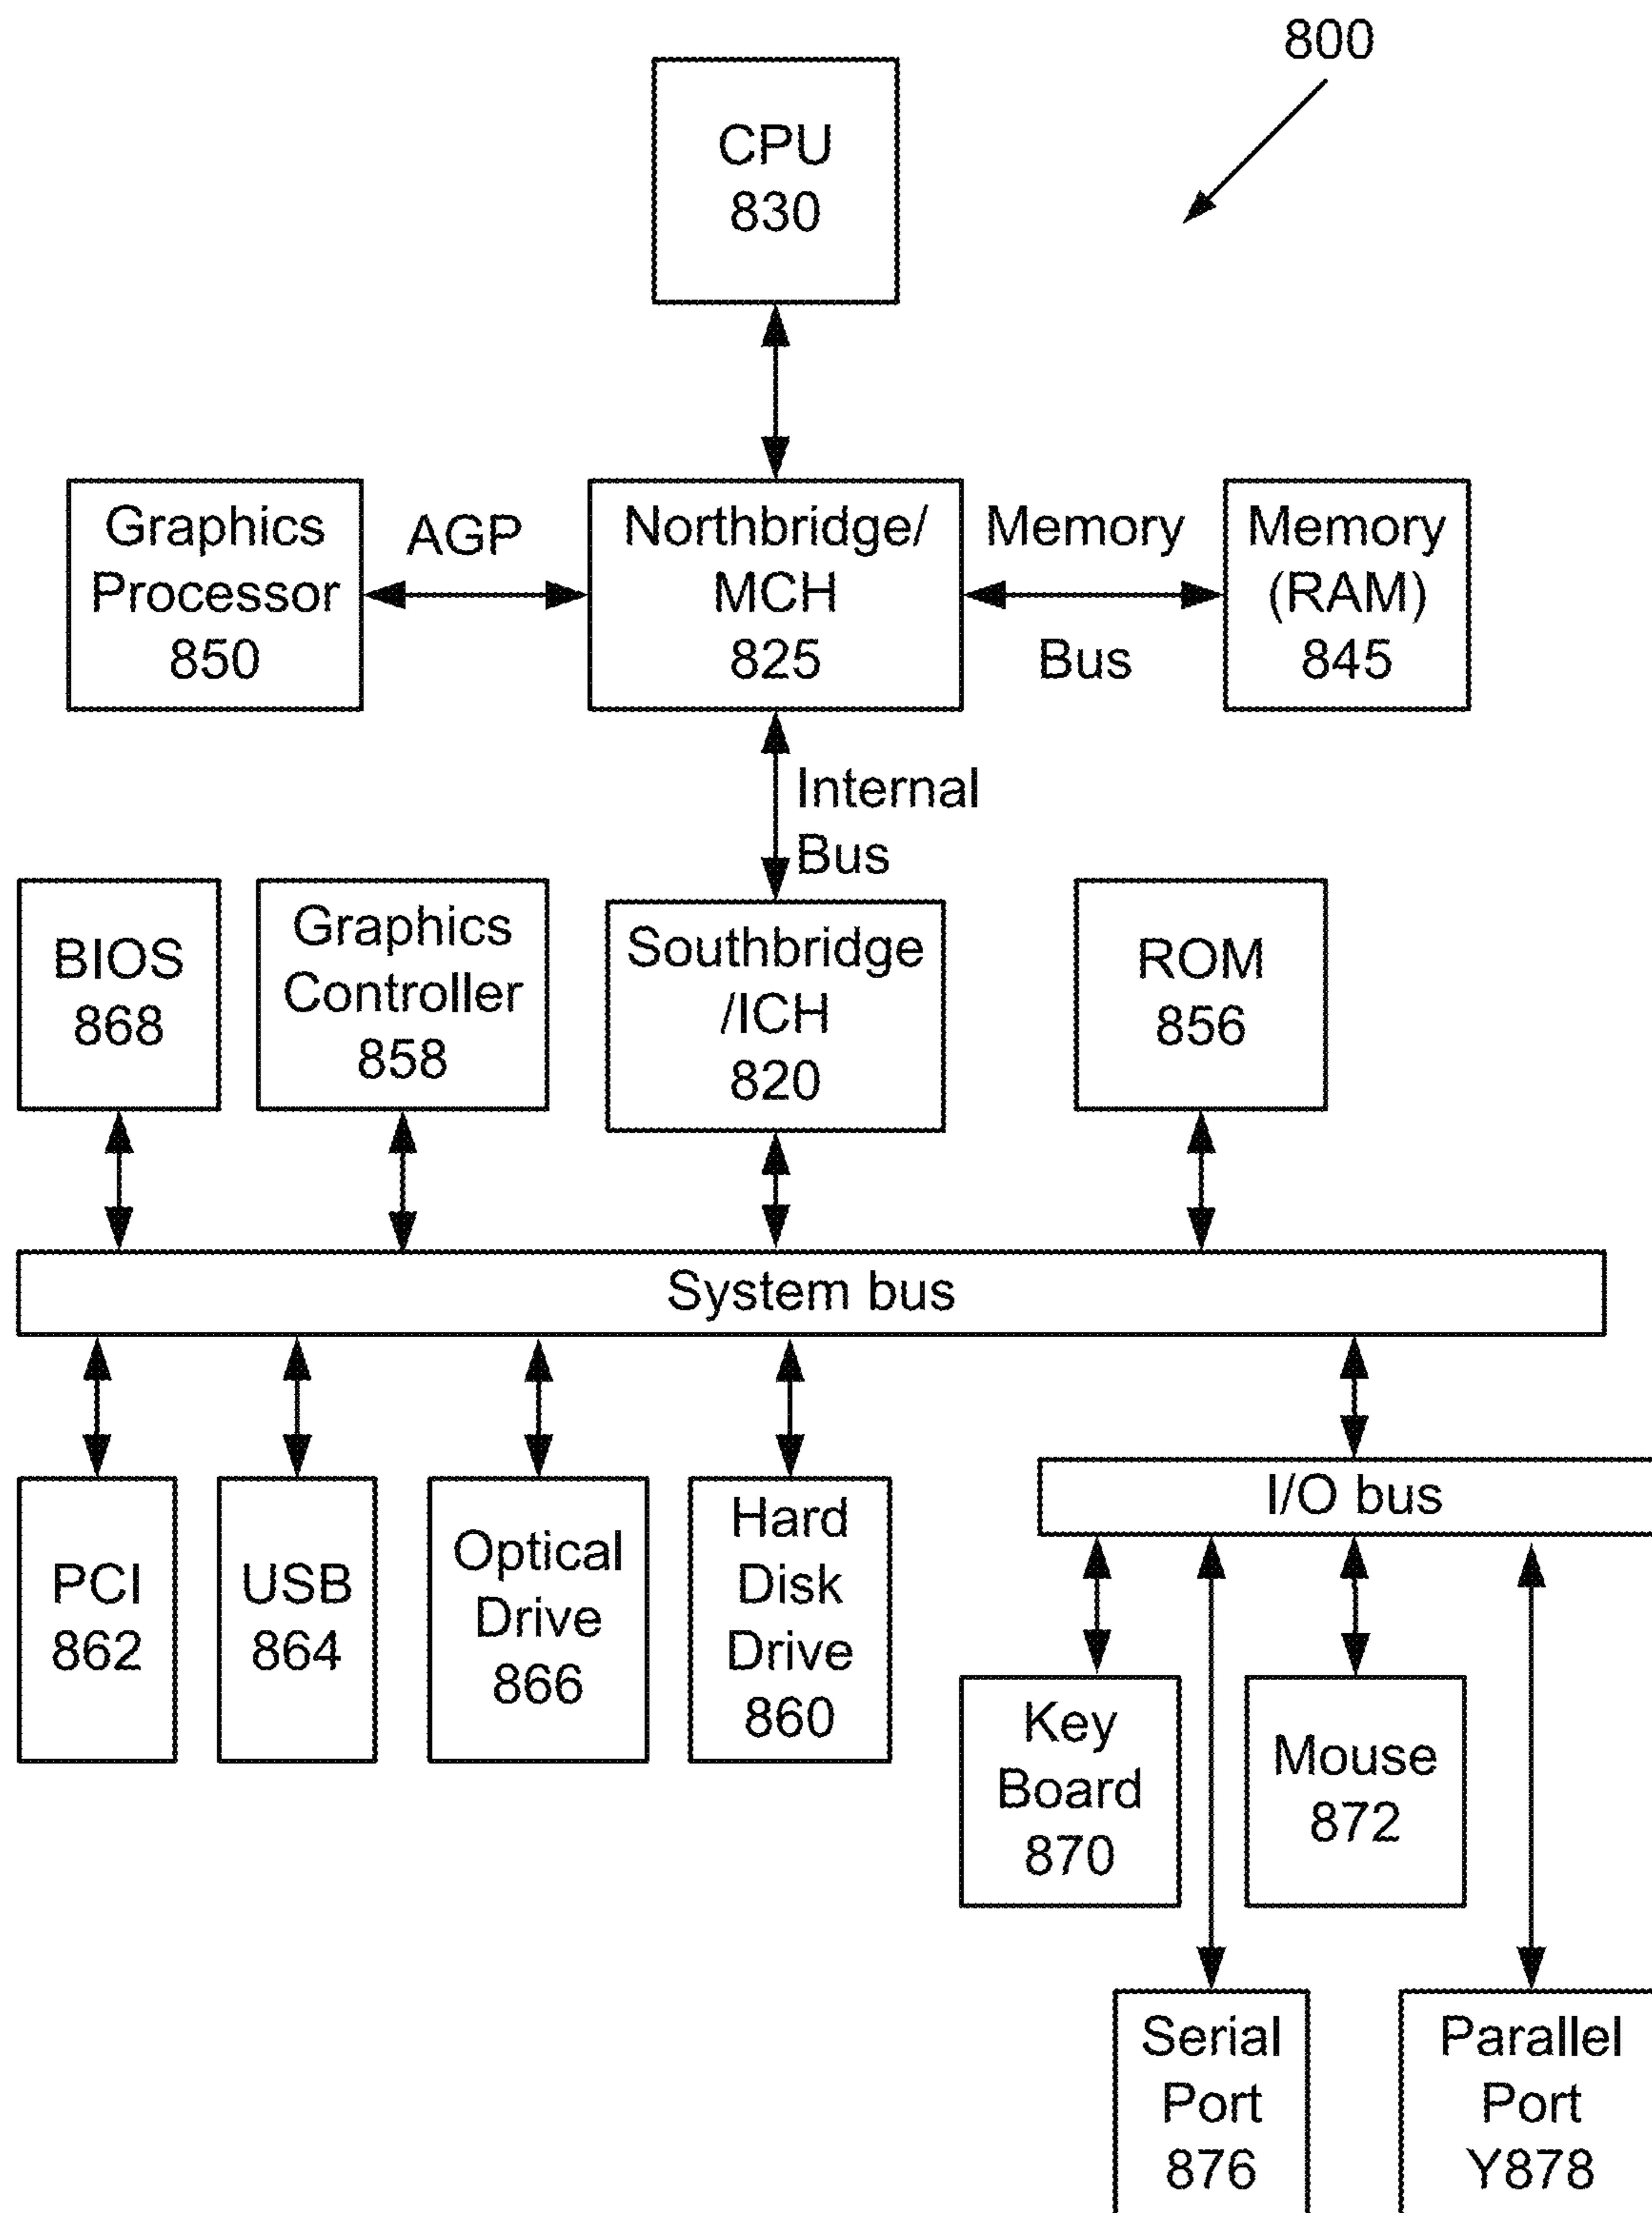 800
CPU
830
Graphics
Processor
850
AGP
Northbridge/
MCH
825
Memory
Bus
Memory
(RAM)
845
Internal
Bus
BIOS
868
Graphics
Controller
858
Southbridge
/ICH
820
ROM
856
System bus
PCI
862
USB
864
Optical
Drive
866
Hard
Disk
Drive
860
I/O bus
Key
Board
870
Mouse
872
Serial
Port
876
Parallel
Port
Y878